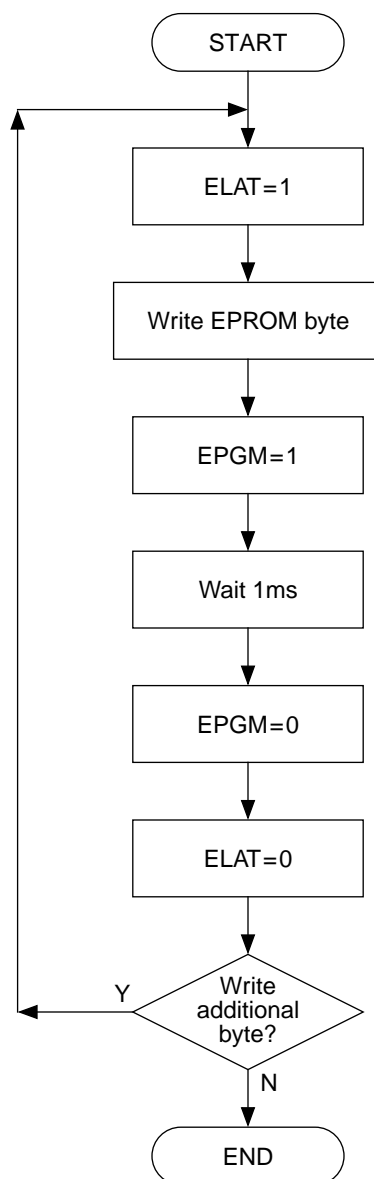 START
ELAT=1
Write EPROM byte
EPGM=1
Wait 1ms
EPGM=0
ELAT=0
Write
additional
byte?
Y
N
END